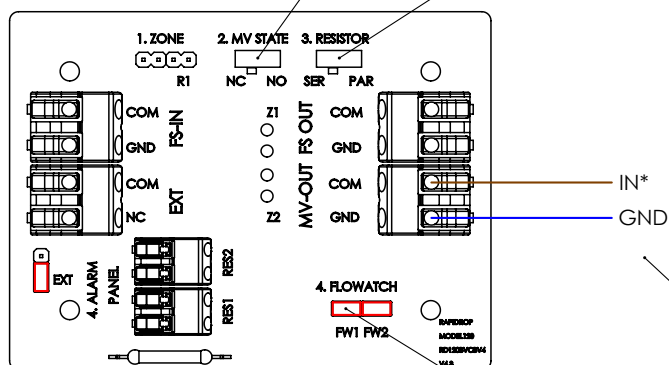 1. ZONE 2. MV STATE 3. RESISTOR
R1 NC NO SER PAR
COM
GND
FS-IN
COM
NC
EXT
Z1
Z2
FS OUT
COM
GND
MV-OUT
COM
GND
IN*
GND
EXT
4. ALARM
PANEL
RES2
RES1
4. FLOWATCH
FW1 FW2
RAPIDROP